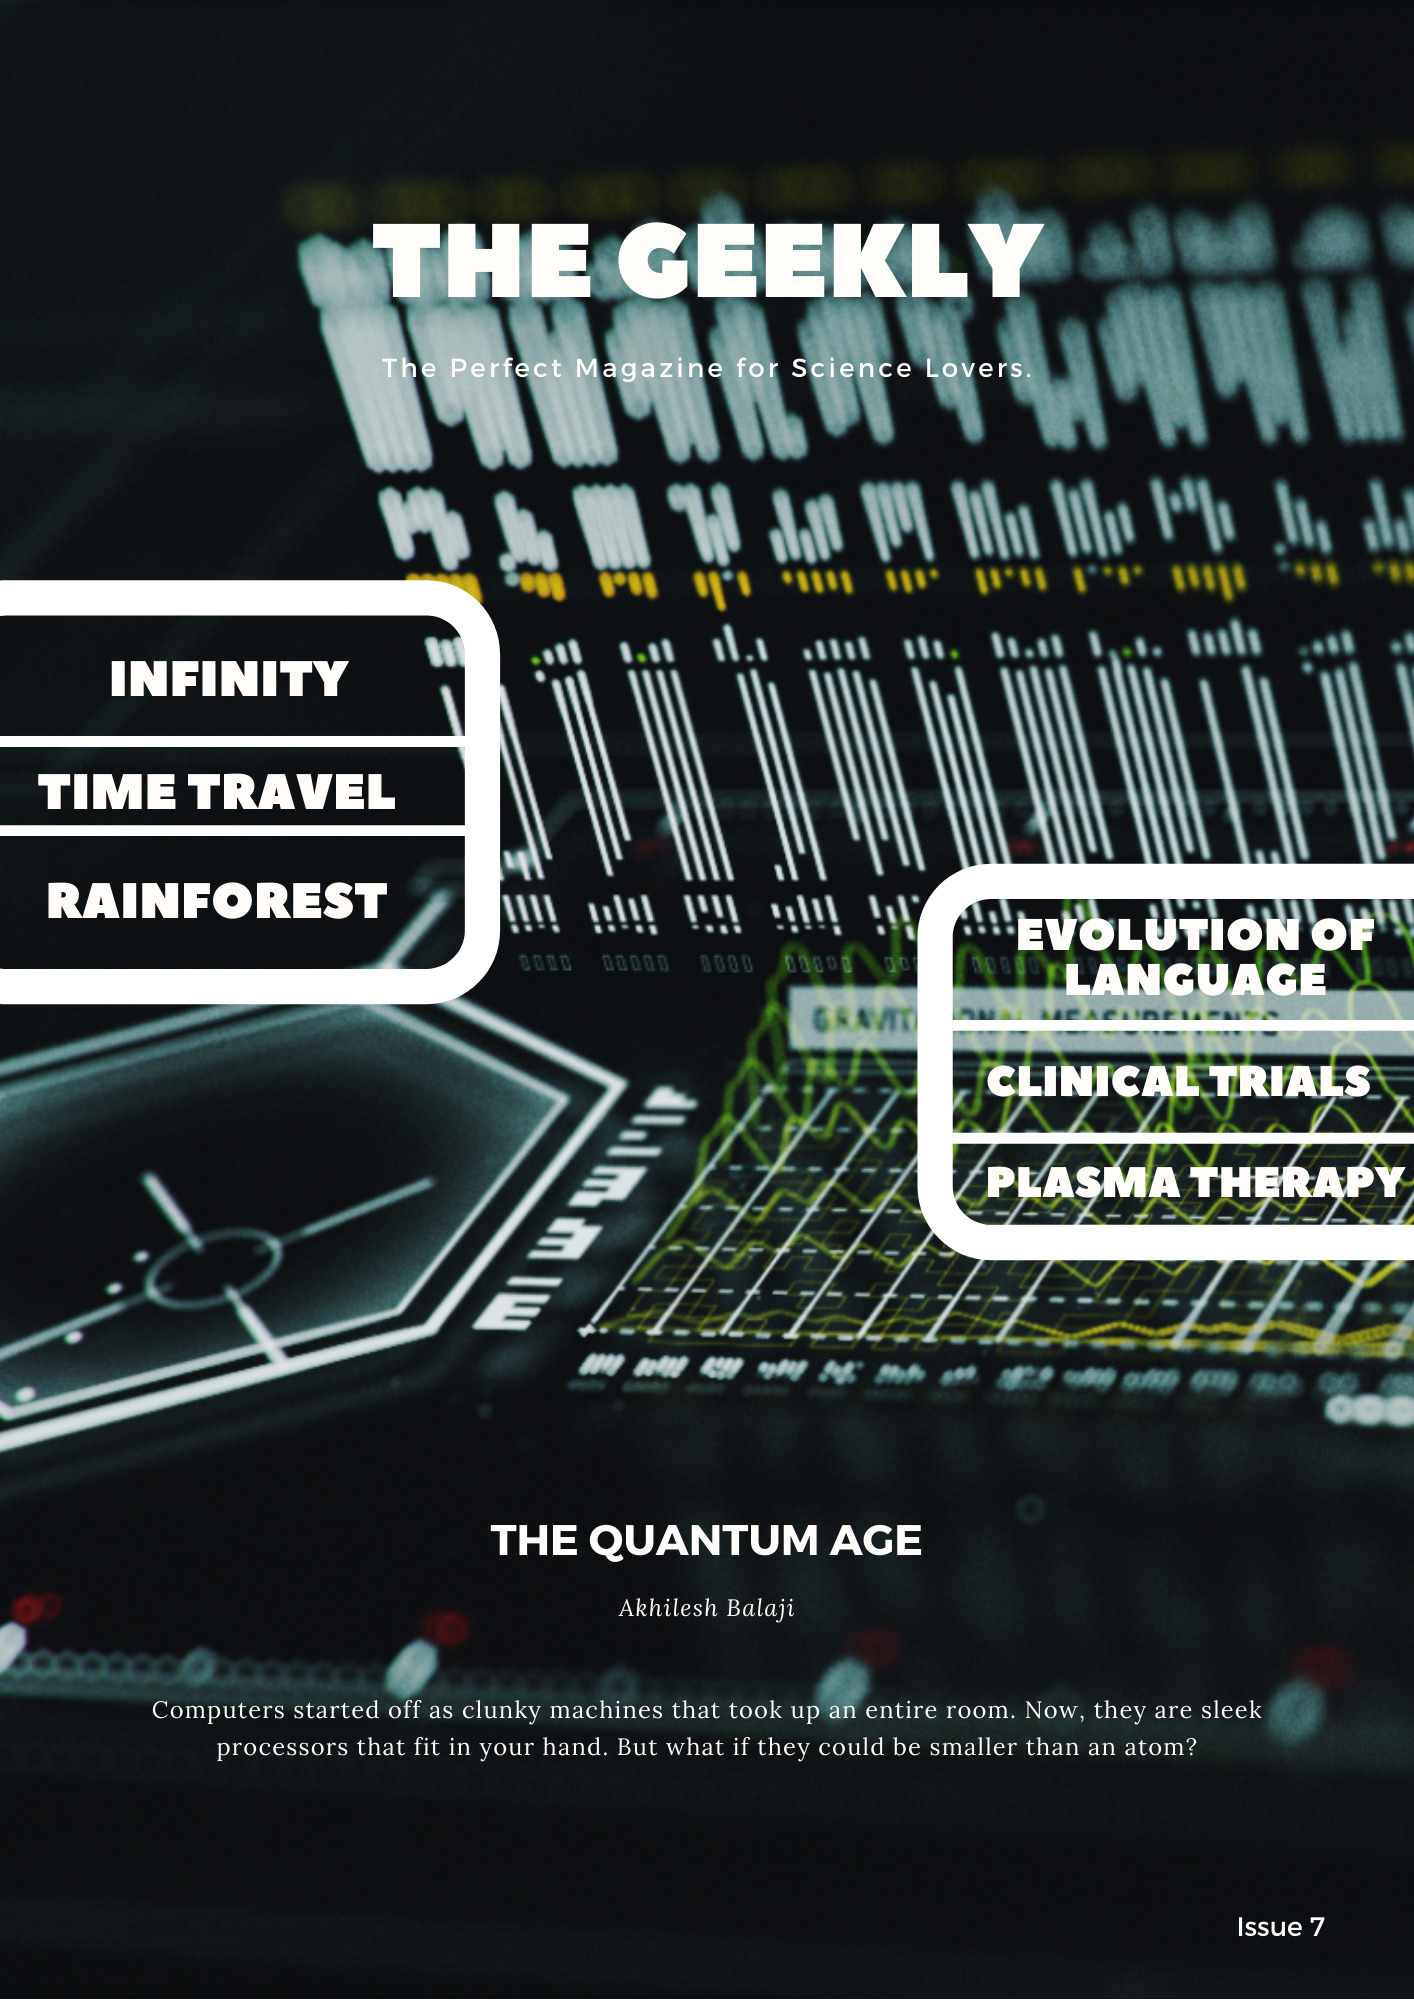 THE GEEKLY
The Perfect Magazine for Science Lovers.
INFINITY
TIME TRAVEL
RAINFOREST
EVOLUTION OF
LANGUAGE
GRAVITATIONAL MEASUREMENTS
CLINICAL TRIALS
PLASMA THERAPY
THE QUANTUM AGE
Akhilesh Balaji
Computers started off as clunky machines that took up an entire room. Now, they are sleek
processors that fit in your hand. But what if they could be smaller than an atom?
Issue 7